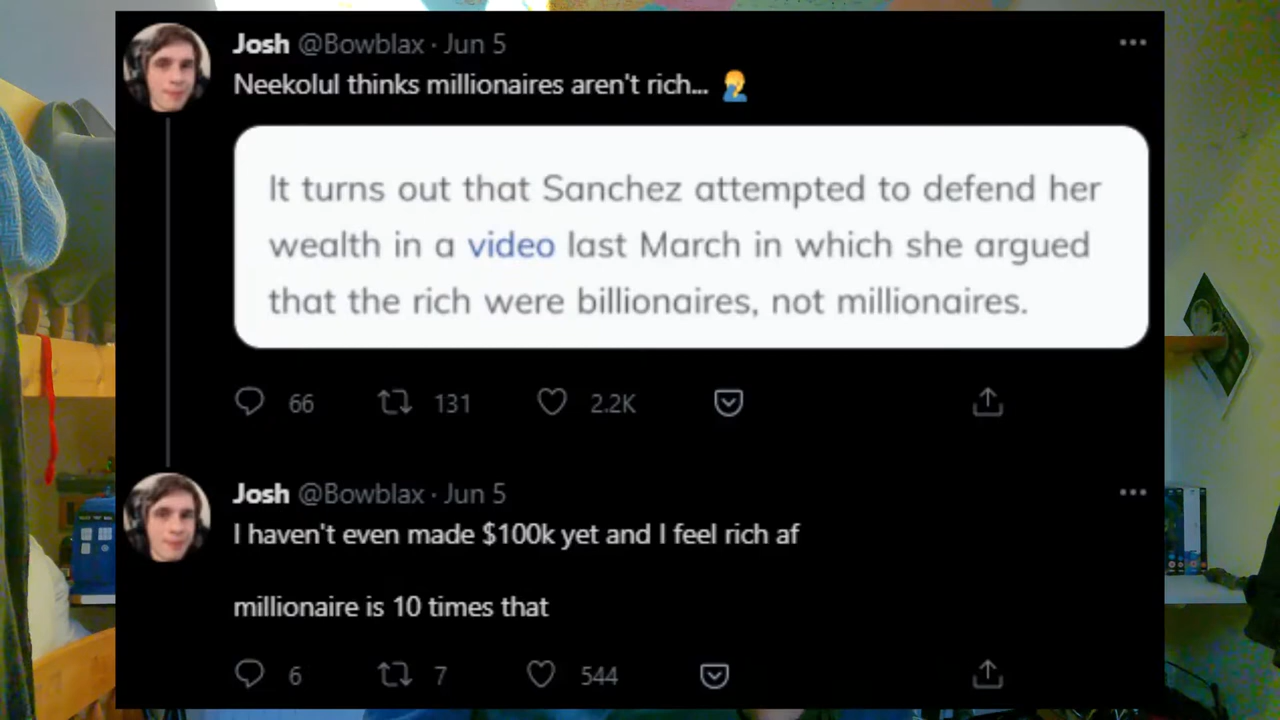 Josh @Bowblax · Jun 5
Neekolul thinks millionaires aren't rich... 🤦‍♂️
It turns out that Sanchez attempted to defend her
wealth in a video last March in which she argued
that the rich were billionaires, not millionaires.
66 131 2.2K
Josh @Bowblax · Jun 5
I haven't even made $100k yet and I feel rich af
millionaire is 10 times that
6 7 544